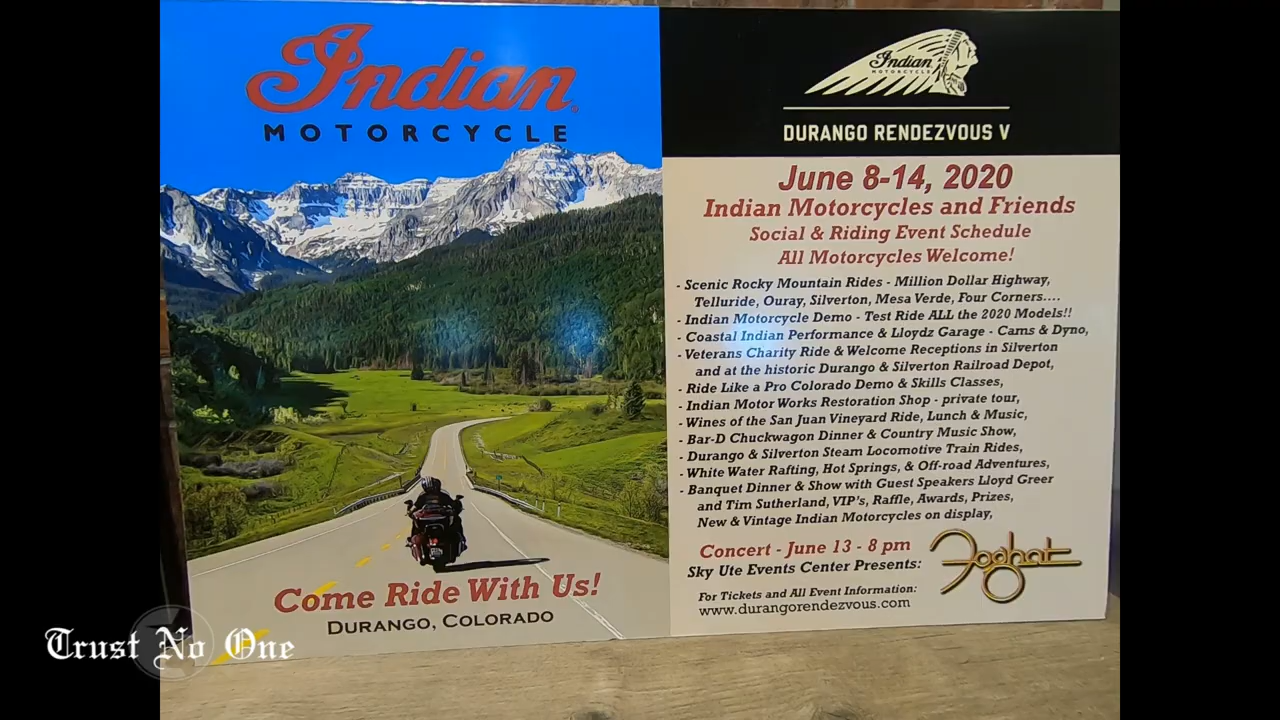 Indian
MOTORCYCLE
Come Ride With Us!
DURANGO, COLORADO
Indian
MOTORCYCLE
DURANGO RENDEZVOUS V
June 8-14, 2020
Indian Motorcycles and Friends
Social & Riding Event Schedule
All Motorcycles Welcome!
- Scenic Rocky Mountain Rides - Million Dollar Highway,
Telluride, Ouray, Silverton, Mesa Verde, Four Corners....
- Indian Motorcycle Demo - Test Ride ALL the 2020 Models!!
- Coastal Indian Performance & Lloydz Garage - Cams & Dyno,
- Veterans Charity Ride & Welcome Receptions in Silverton
and at the historic Durango & Silverton Railroad Depot,
- Ride Like a Pro Colorado Demo & Skills Classes,
- Indian Motor Works Restoration Shop - private tour,
- Wines of the San Juan Vineyard Ride, Lunch & Music,
- Bar-D Chuckwagon Dinner & Country Music Show,
- Durango & Silverton Steam Locomotive Train Rides,
- White Water Rafting, Hot Springs, & Off-road Adventures,
- Banquet Dinner & Show with Guest Speakers Lloyd Greer
and Tim Sutherland, VIP's, Raffle, Awards, Prizes,
New & Vintage Indian Motorcycles on display,
Concert - June 13 - 8 pm
Sky Ute Events Center Presents:
Foghat
For Tickets and All Event Information:
www.durangorendezvous.com
Trust No One